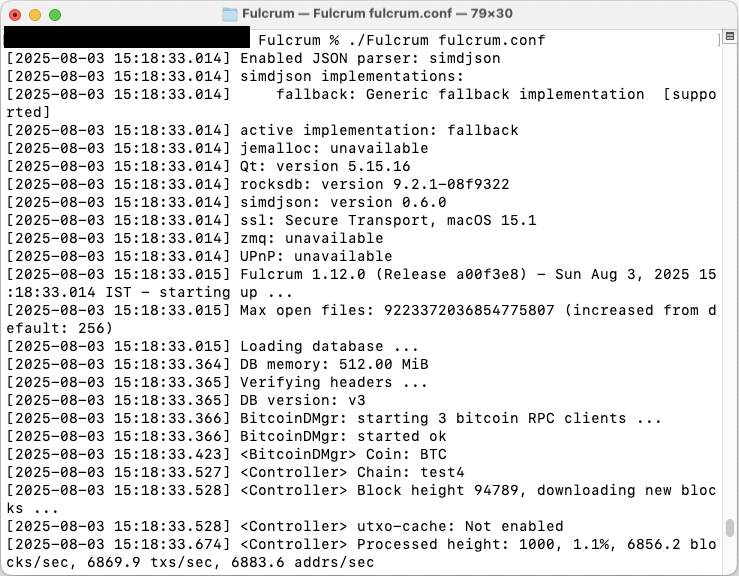 Fulcrum — Fulcrum fulcrum.conf — 79×30
Fulcrum % ./Fulcrum fulcrum.conf
[2025-08-03 15:18:33.014] Enabled JSON parser: simdjson
[2025-08-03 15:18:33.014] simdjson implementations:
[2025-08-03 15:18:33.014]     fallback: Generic fallback implementation  [suppo
rted]
[2025-08-03 15:18:33.014] active implementation: fallback
[2025-08-03 15:18:33.014] jemalloc: unavailable
[2025-08-03 15:18:33.014] Qt: version 5.15.16
[2025-08-03 15:18:33.014] rocksdb: version 9.2.1-08f9322
[2025-08-03 15:18:33.014] simdjson: version 0.6.0
[2025-08-03 15:18:33.014] ssl: Secure Transport, macOS 15.1
[2025-08-03 15:18:33.014] zmq: unavailable
[2025-08-03 15:18:33.014] UPnP: unavailable
[2025-08-03 15:18:33.015] Fulcrum 1.12.0 (Release a00f3e8) - Sun Aug 3, 2025 15
:18:33.014 IST - starting up ...
[2025-08-03 15:18:33.015] Max open files: 9223372036854775807 (increased from d
efault: 256)
[2025-08-03 15:18:33.015] Loading database ...
[2025-08-03 15:18:33.364] DB memory: 512.00 MiB
[2025-08-03 15:18:33.365] Verifying headers ...
[2025-08-03 15:18:33.365] DB version: v3
[2025-08-03 15:18:33.366] BitcoinDMgr: starting 3 bitcoin RPC clients ...
[2025-08-03 15:18:33.366] BitcoinDMgr: started ok
[2025-08-03 15:18:33.423] <BitcoinDMgr> Coin: BTC
[2025-08-03 15:18:33.527] <Controller> Chain: test4
[2025-08-03 15:18:33.528] <Controller> Block height 94789, downloading new bloc
ks ...
[2025-08-03 15:18:33.528] <Controller> utxo-cache: Not enabled
[2025-08-03 15:18:33.674] <Controller> Processed height: 1000, 1.1%, 6856.2 blo
cks/sec, 6869.9 txs/sec, 6883.6 addrs/sec